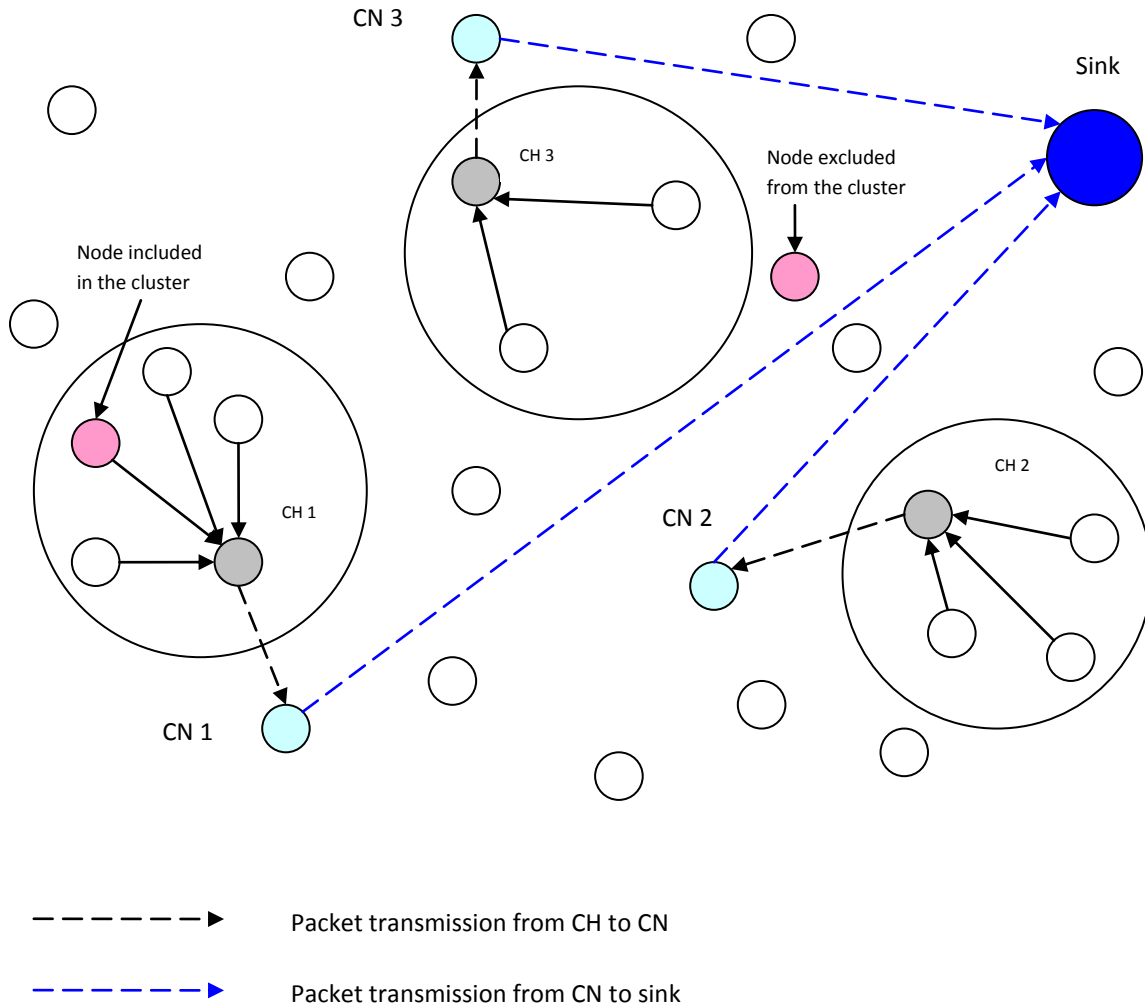 CN 3
Sink
CH 3
Node excluded
from the cluster
Node included
in the cluster
CH 2
CH 1
CN 2
CN 1
Packet transmission from CH to CN
Packet transmission from CN to sink